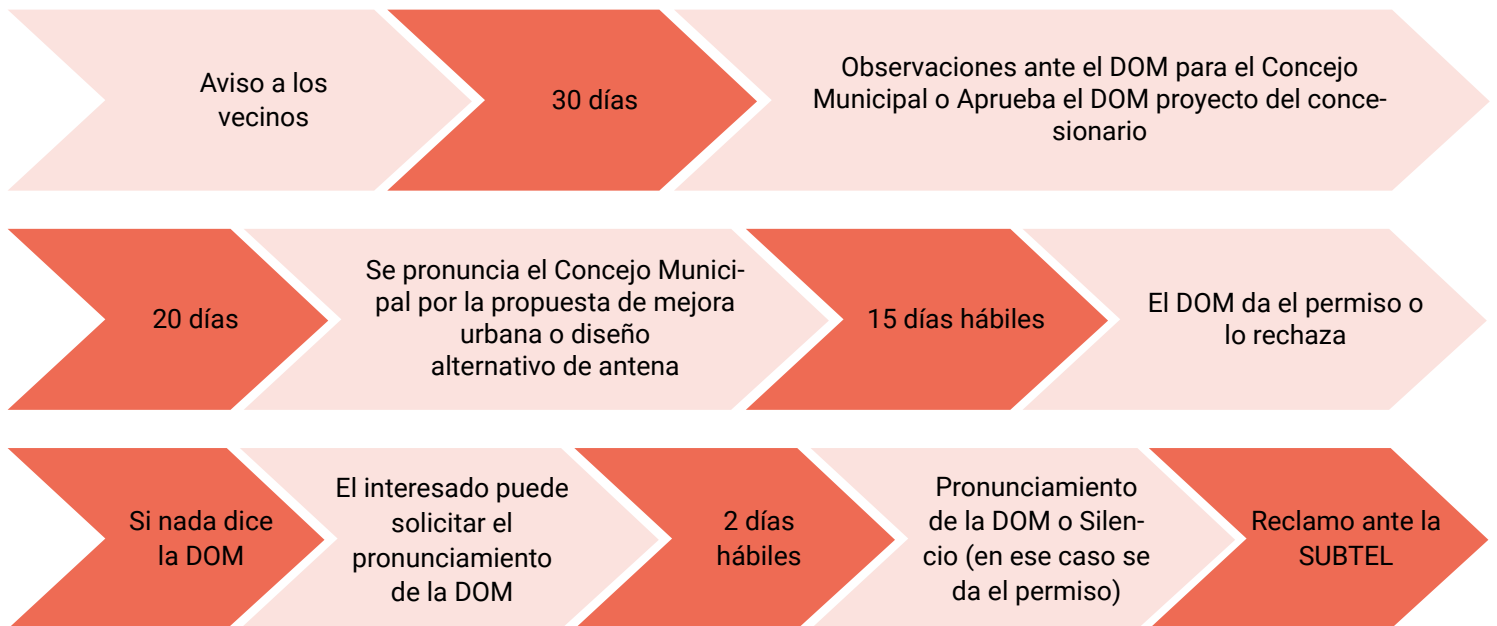 Aviso a los
vecinos
30 días
Observaciones ante el DOM para el Concejo
Municipal o Aprueba el DOM proyecto del conce-
sionario
20 días
Se pronuncia el Concejo Munici-
pal por la propuesta de mejora
urbana o diseño
alternativo de antena
15 días hábiles
El DOM da el permiso o
lo rechaza
Si nada dice
la DOM
El interesado puede
solicitar el
pronunciamiento
de la DOM
2 días
hábiles
Pronunciamiento
de la DOM o Silen-
cio (en ese caso se
da el permiso)
Reclamo ante la
SUBTEL